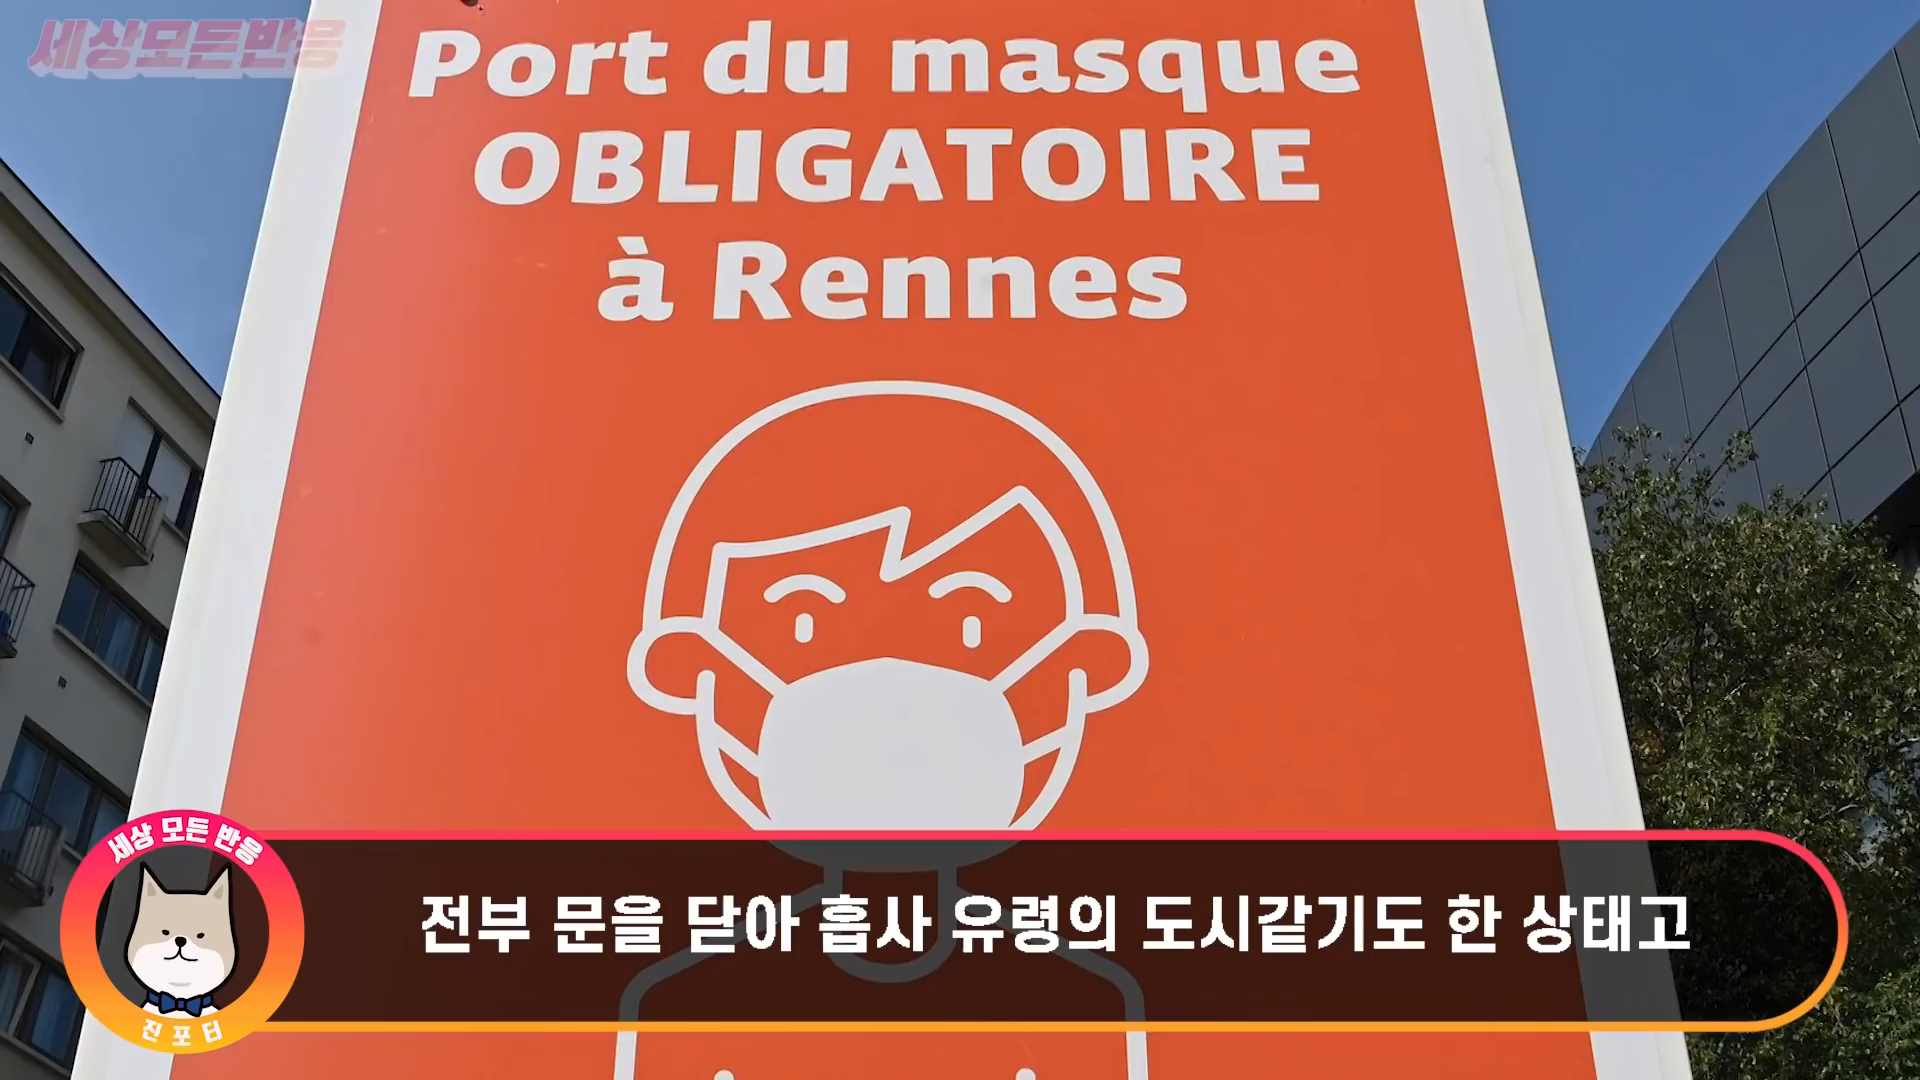 세상모든반응
Port du masque
OBLIGATOIRE
à Rennes
세상 모든 반응
진포터
전부 문을 닫아 흡사 유령의 도시같기도 한 상태고